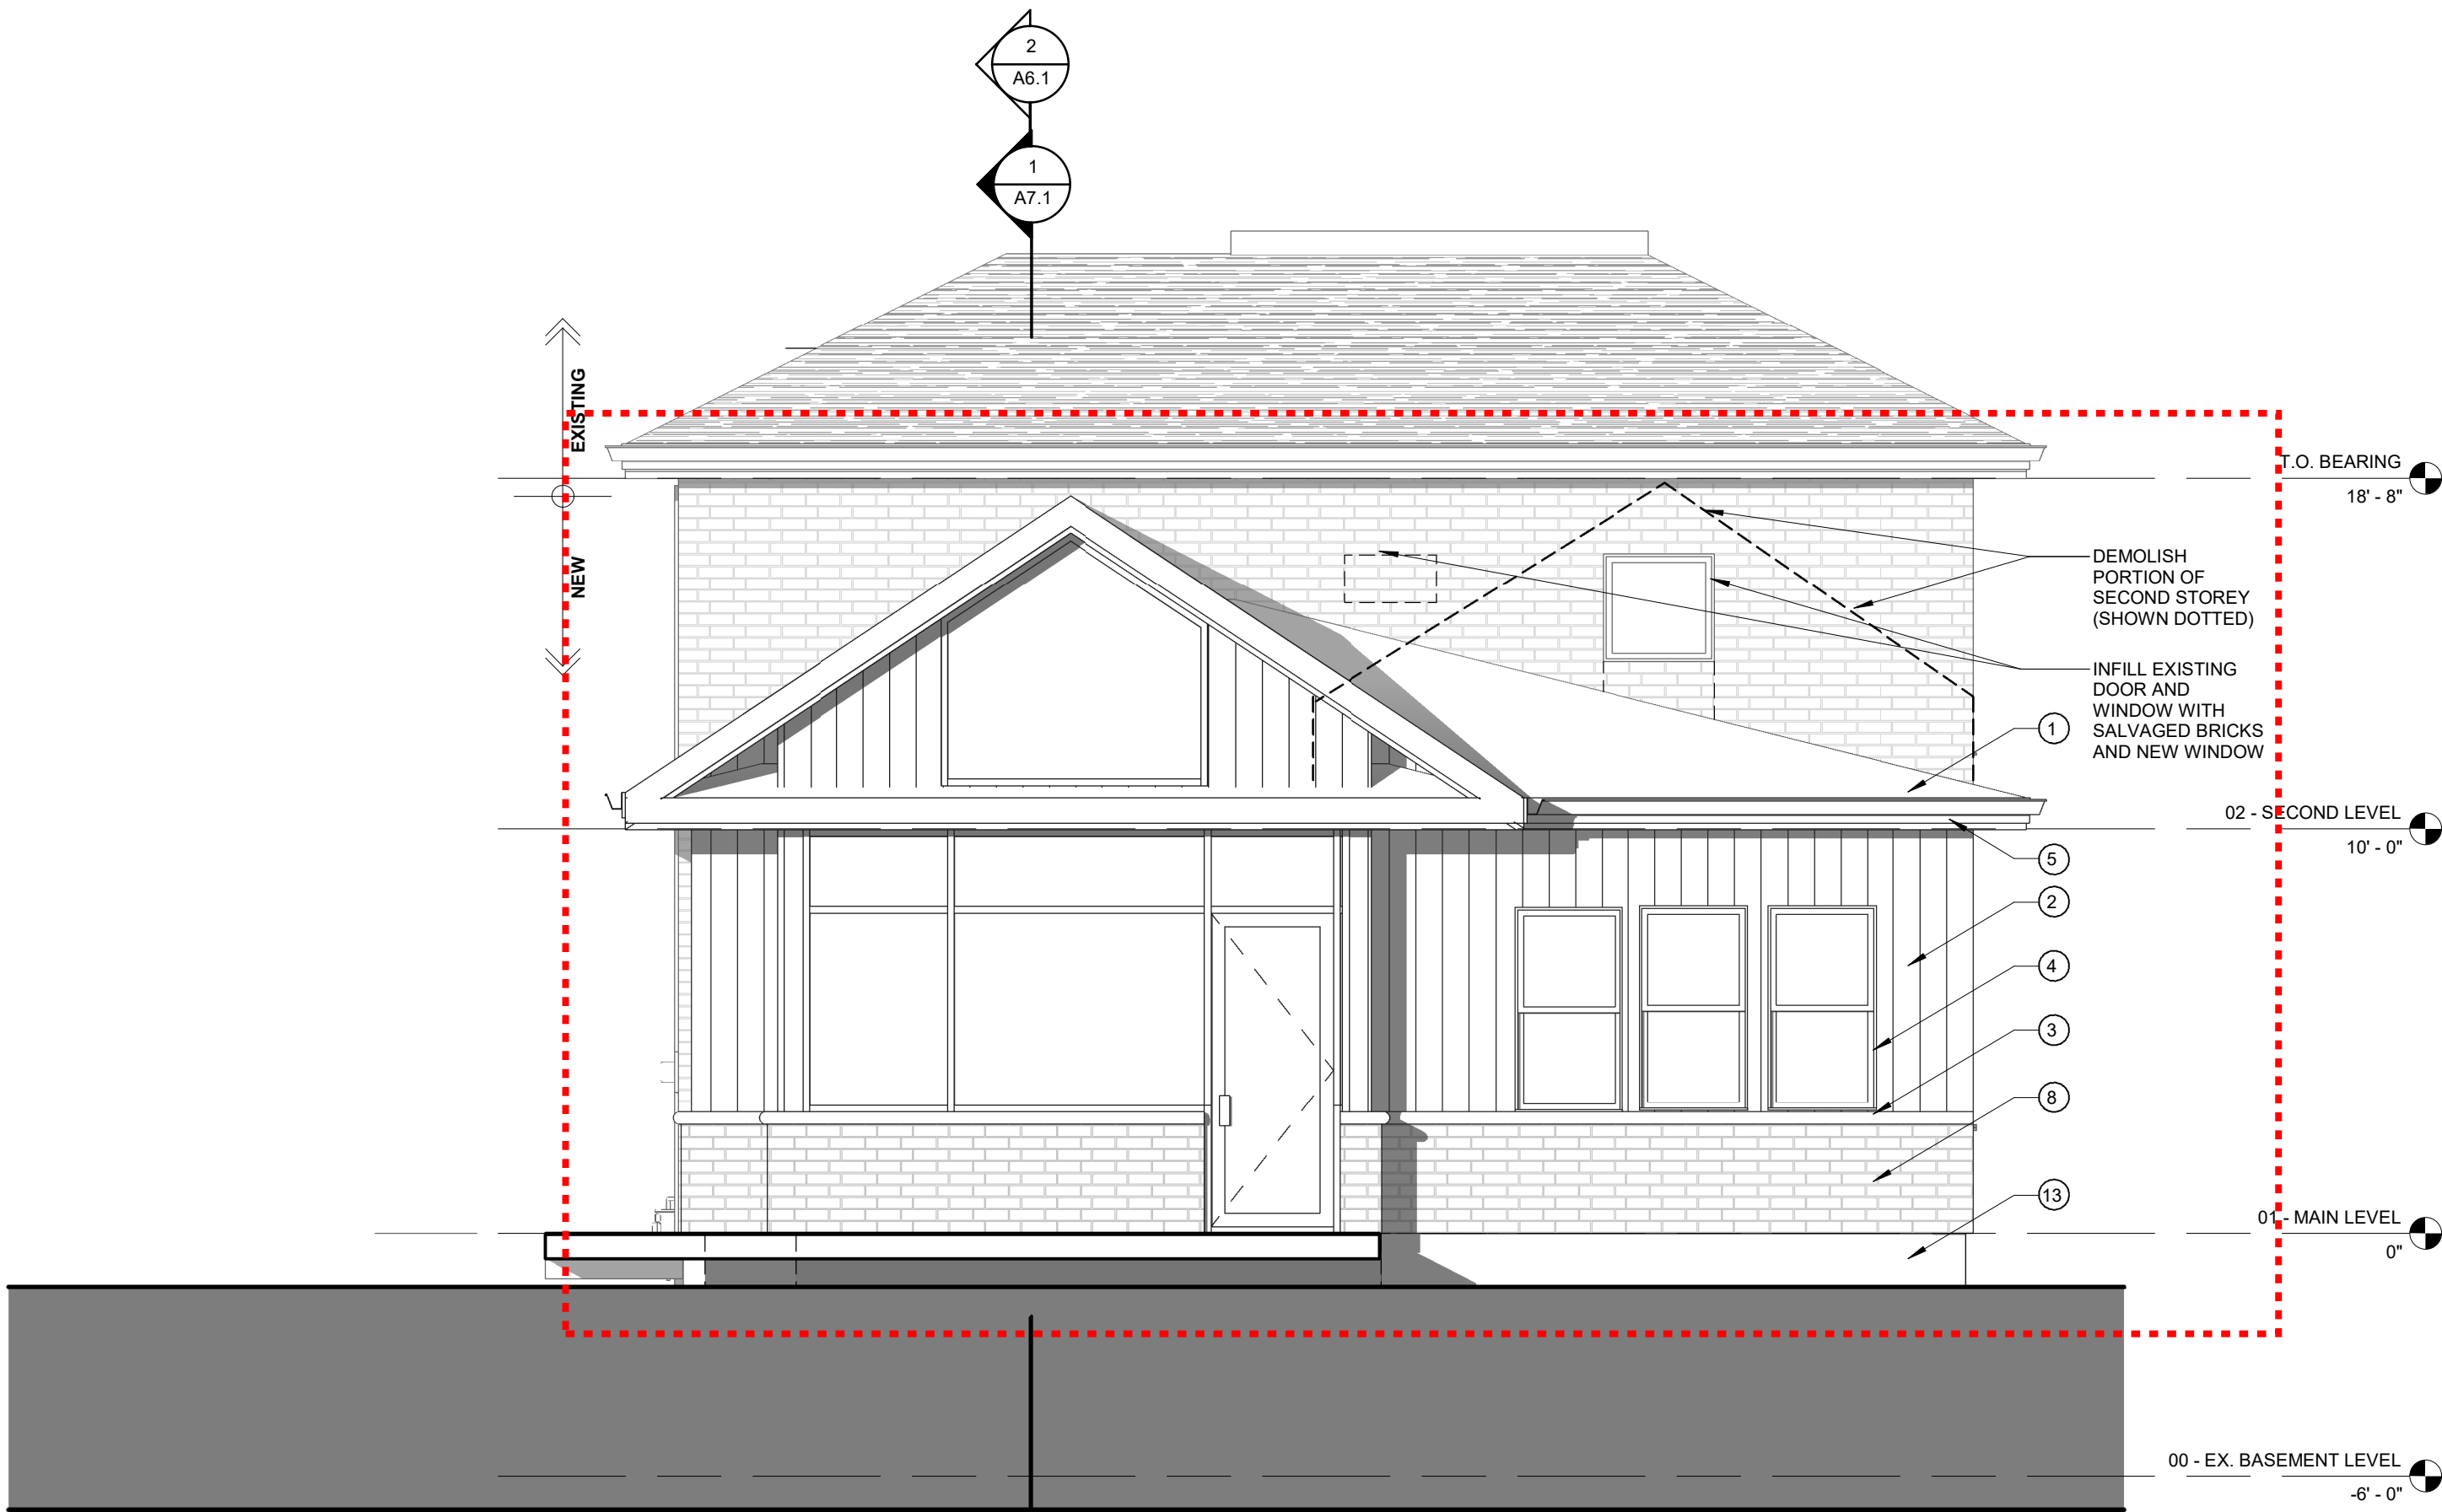 2
A6.1
1
A7.1
EXISTING
NEW
T.O. BEARING
18' - 8"
DEMOLISH
PORTION OF
SECOND STOREY
(SHOWN DOTTED)
INFILL EXISTING
DOOR AND
WINDOW WITH
SALVAGED BRICKS
AND NEW WINDOW
1
02 - SECOND LEVEL
10' - 0"
5
2
4
3
8
13
01 - MAIN LEVEL
0"
00 - EX. BASEMENT LEVEL
-6' - 0"